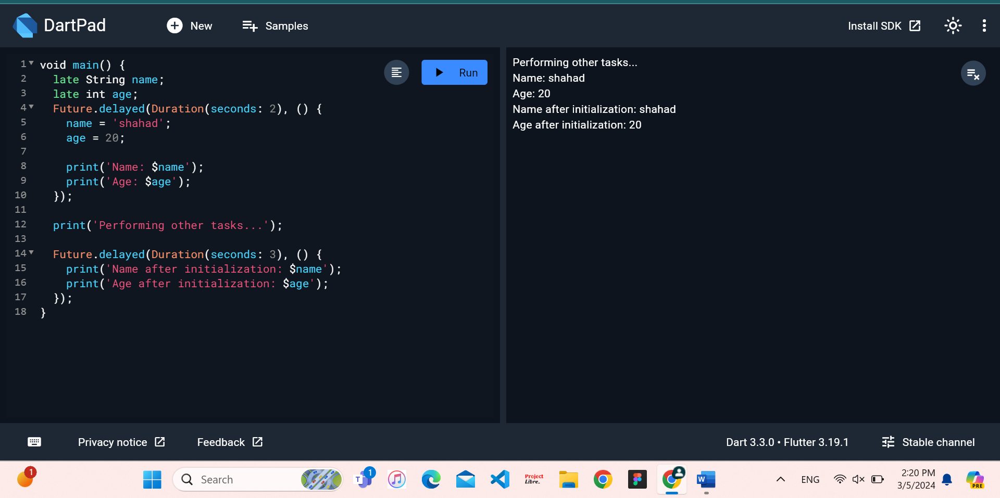 DartPad
New
Samples
Install SDK
1 void main() {
2 late String name;
3 late int age;
4 Future.delayed(Duration(seconds: 2), () {
5 name = 'shahad';
6 age = 20;
7
8 print('Name: $name');
9 print('Age: $age');
10 });
11
12 print('Performing other tasks...');
13
14 Future.delayed(Duration(seconds: 3), () {
15 print('Name after initialization: $name');
16 print('Age after initialization: $age');
17 });
18 }
Run
Performing other tasks...
Name: shahad
Age: 20
Name after initialization: shahad
Age after initialization: 20
Privacy notice
Feedback
Dart 3.3.0 • Flutter 3.19.1
Stable channel
1
Search
T
1
Project
Libre..
W
ENG
2:20 PM
3/5/2024
PRE